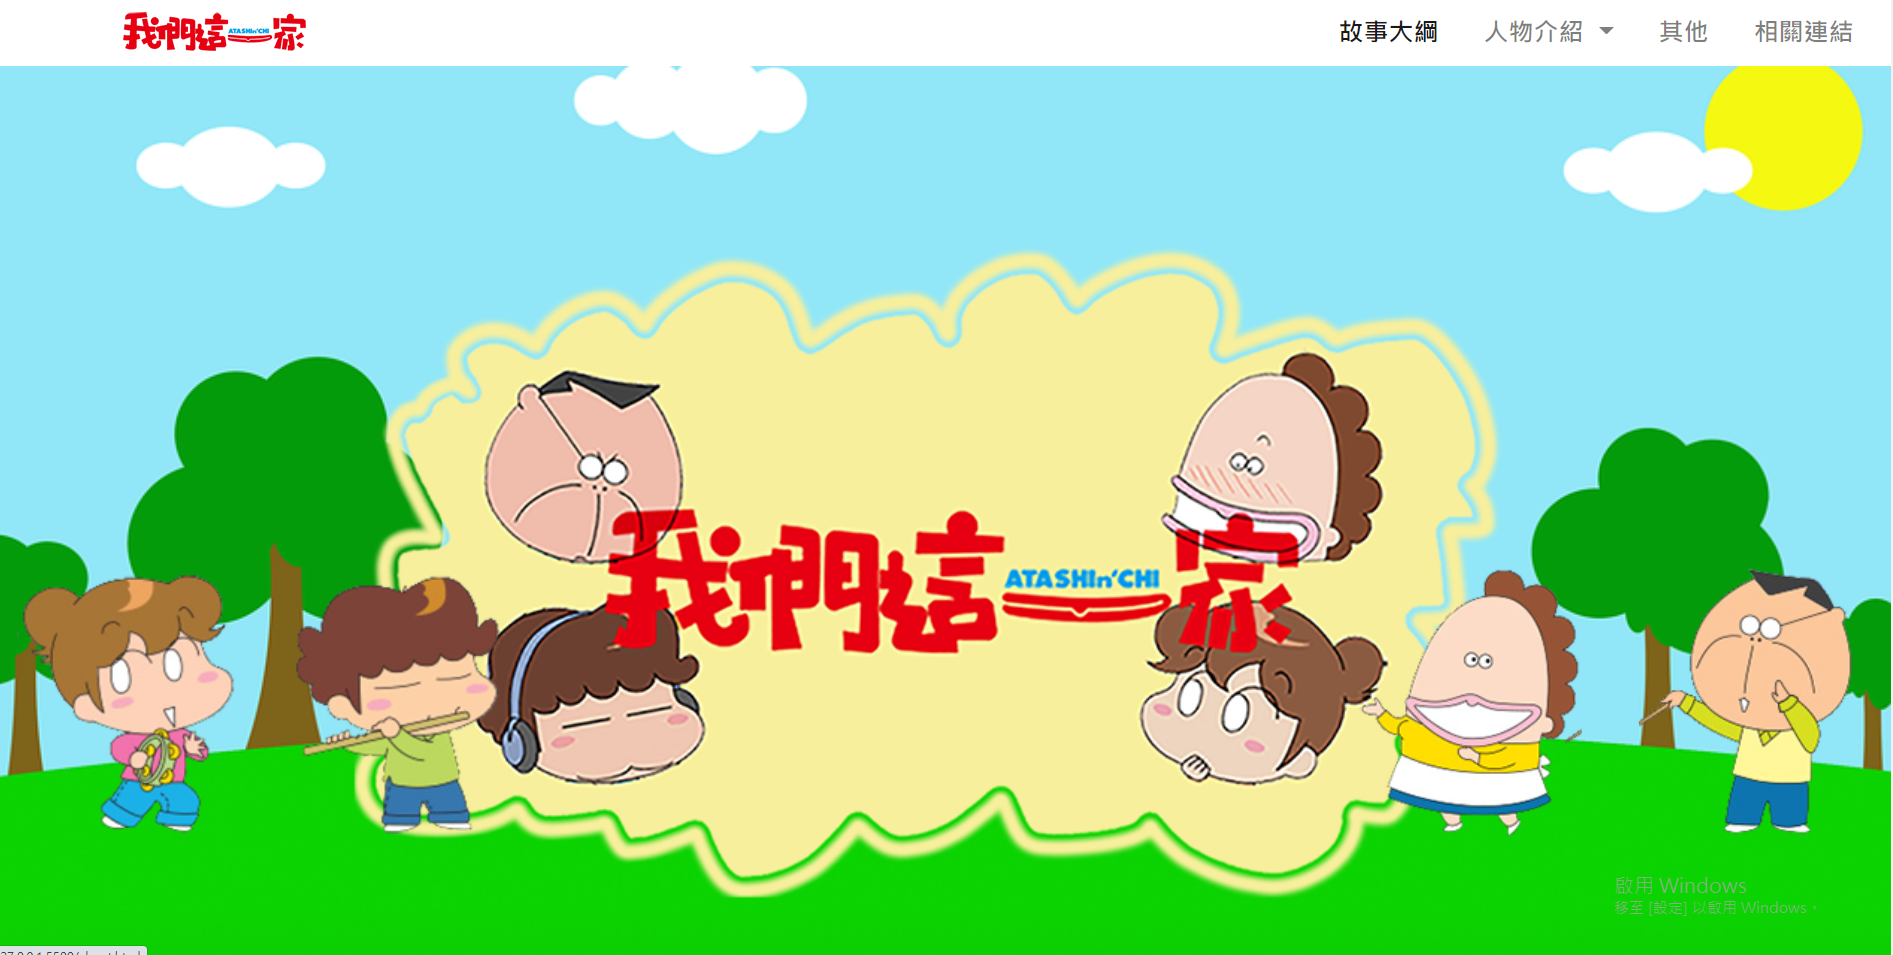 我們這一家 ATASHIn'CHI
故事大綱 人物介紹 其他 相關連結
我們這一家 ATASHIn'CHI
啟用 Windows
移至 [設定] 以啟用 Windows。